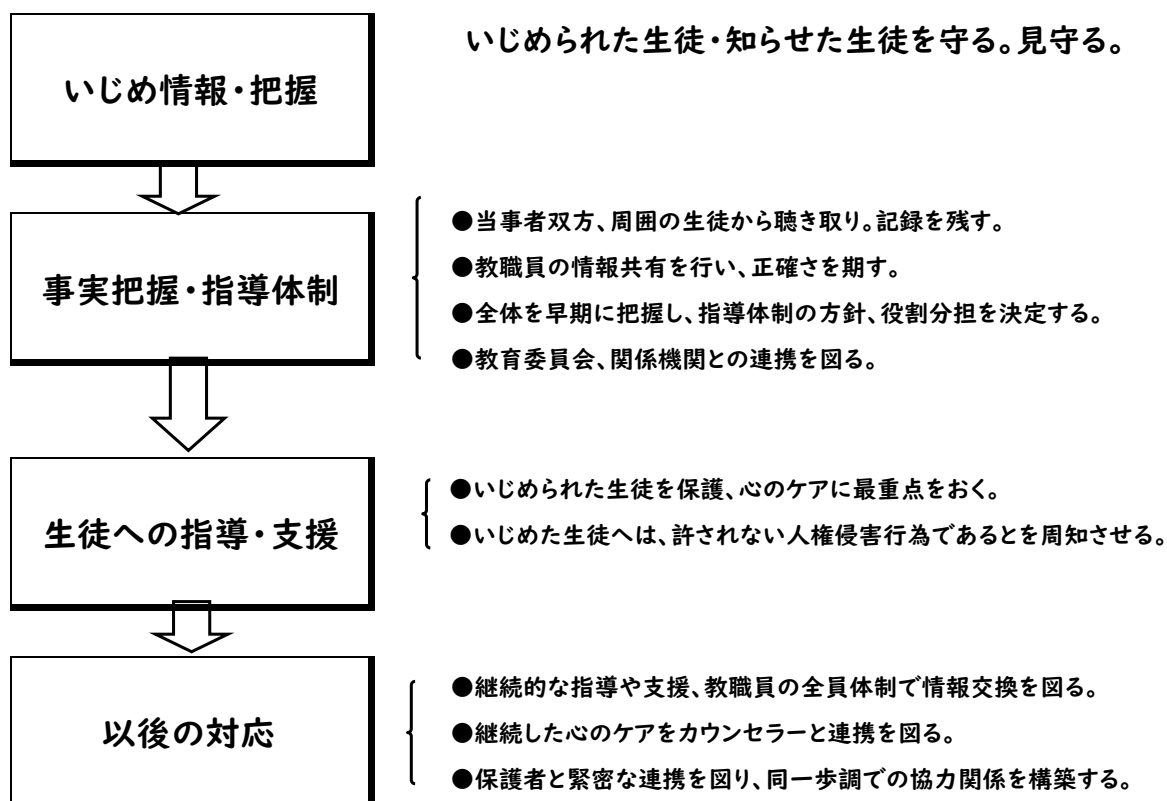 いじめられた生徒・知らせた生徒を守る。見守る。
いじめ情報・把握
事実把握・指導体制
●当事者双方、周囲の生徒から聴き取り。記録を残す。
●教職員の情報共有を行い、正確さを期す。
●全体を早期に把握し、指導体制の方針、役割分担を決定する。
●教育委員会、関係機関との連携を図る。
生徒への指導・支援
●いじめられた生徒を保護、心のケアに最重点をおく。
●いじめた生徒へは、許されない人権侵害行為であるとを周知させる。
以後の対応
●継続的な指導や支援、教職員の全員体制で情報交換を図る。
●継続した心のケアをカウンセラーと連携を図る。
●保護者と緊密な連携を図り、同一歩調での協力関係を構築する。